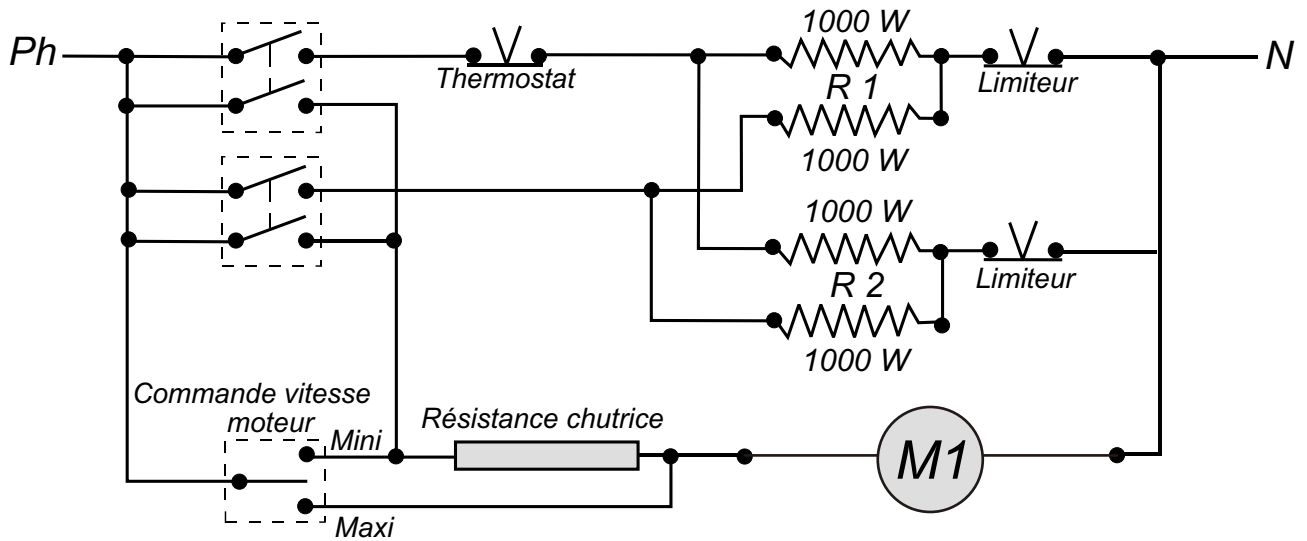 1000 W
Ph
N
Thermostat
Limiteur
R 1
1000 W
1000 W
R 2
Limiteur
1000 W
Commande vitesse
moteur
Mini
Résistance chutrice
M1
Maxi